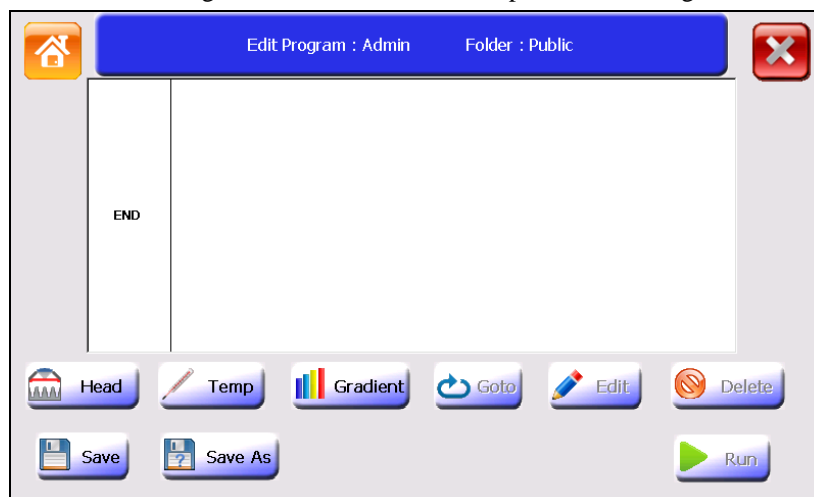 Edit Program : Admin Folder : Public
END
Head Temp Gradient Goto Edit Delete
Save Save As Run